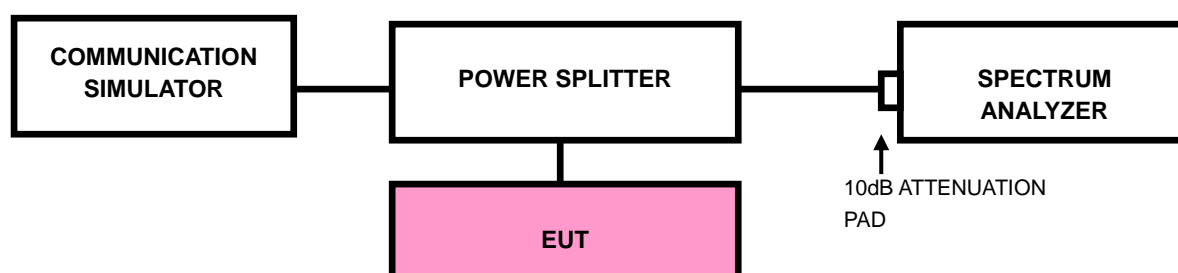 COMMUNICATION
SIMULATOR
POWER SPLITTER
SPECTRUM
ANALYZER
10dB ATTENUATION
PAD
EUT